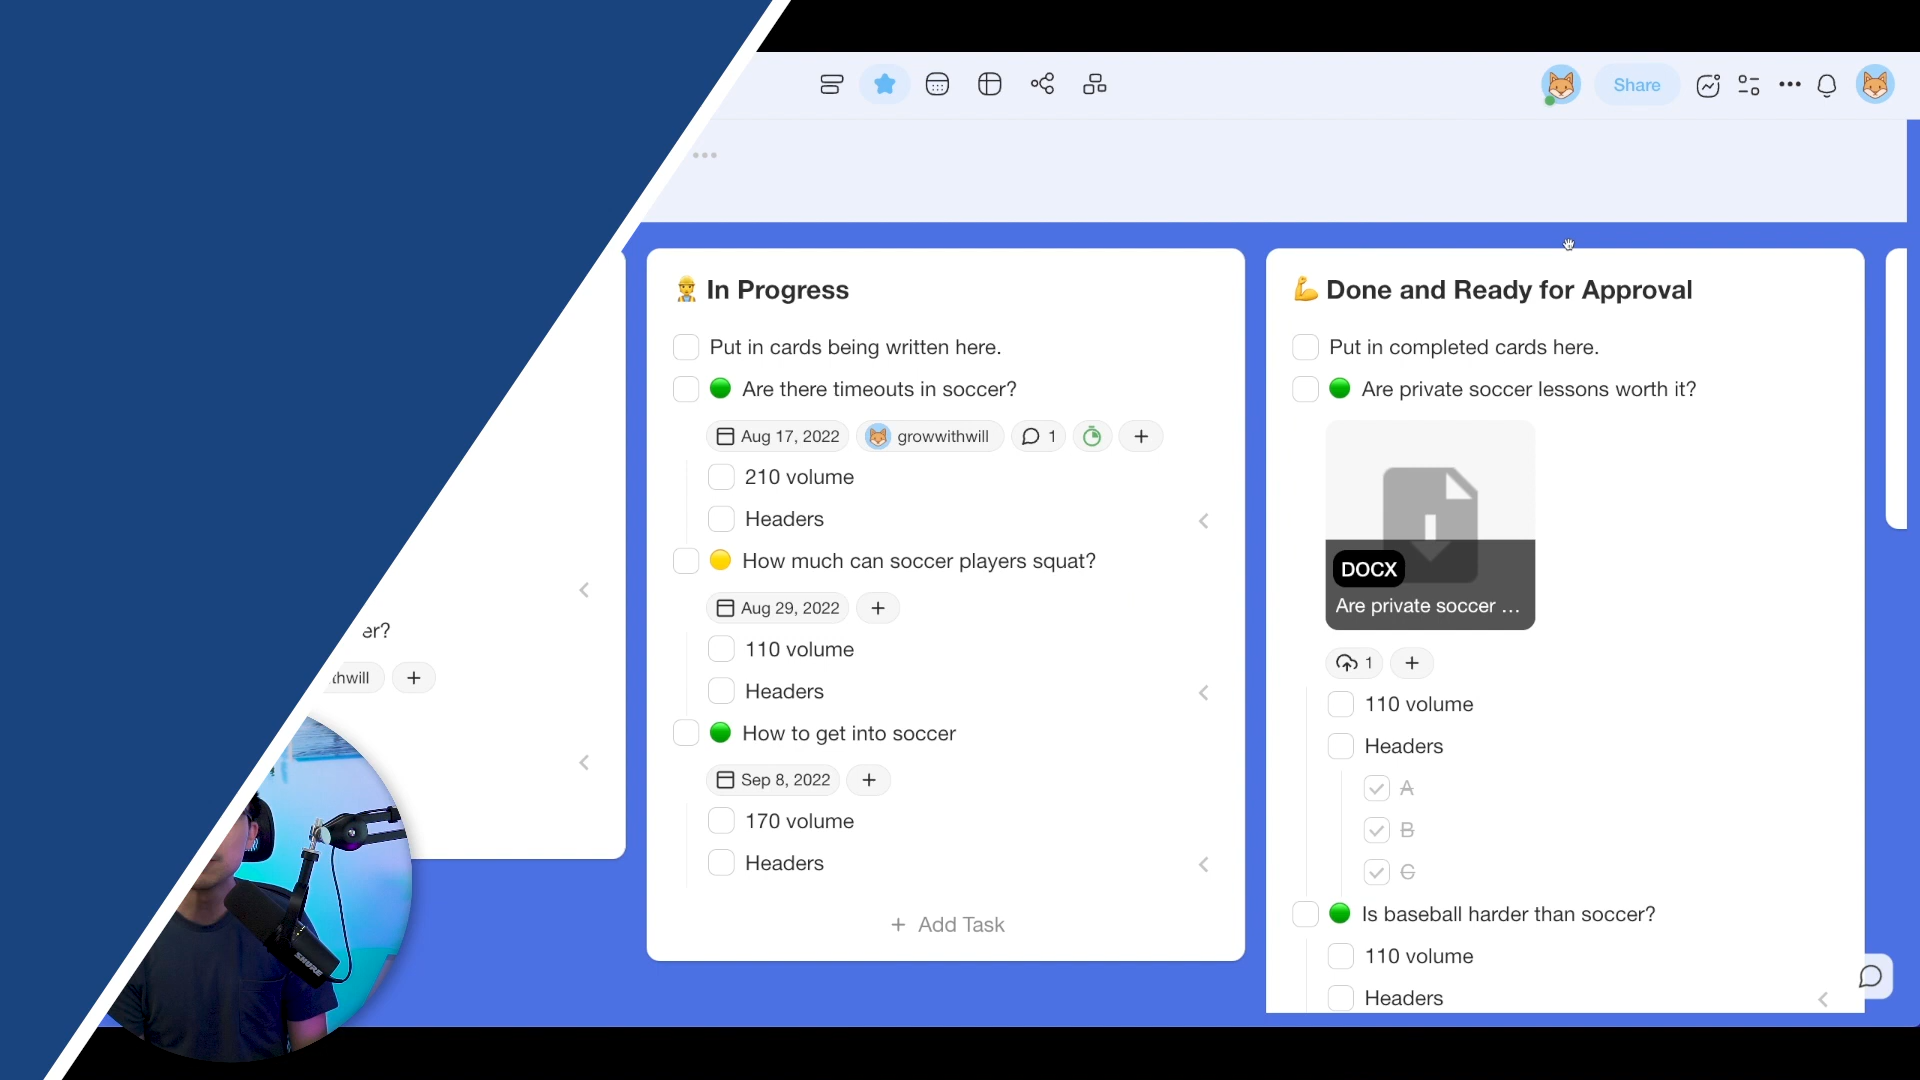 Share
In Progress
Put in cards being written here.
Are there timeouts in soccer?
Aug 17, 2022
growwithwill
1
210 volume
Headers
How much can soccer players squat?
Aug 29, 2022
110 volume
Headers
How to get into soccer
Sep 8, 2022
170 volume
Headers
+ Add Task
Done and Ready for Approval
Put in completed cards here.
Are private soccer lessons worth it?
DOCX
Are private soccer ...
1
110 volume
Headers
A
B
C
Is baseball harder than soccer?
110 volume
Headers
er?
thwill
SHURE